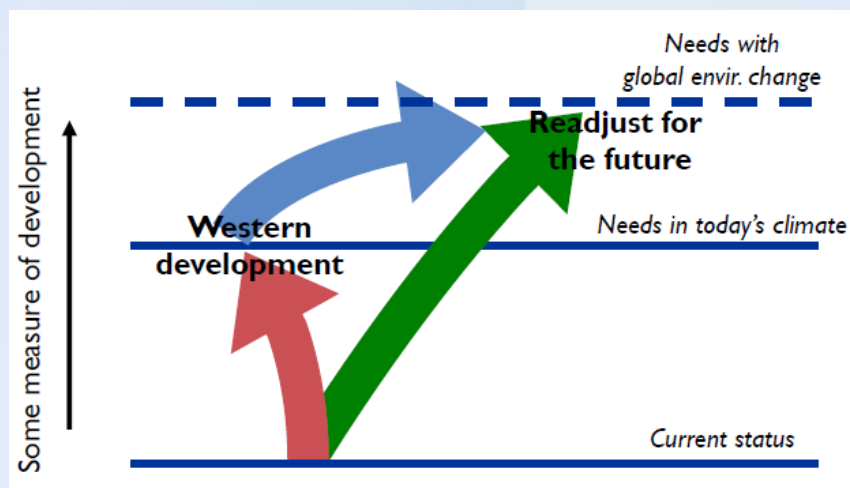 Needs with
global envir. change
Readjust for
the future
Needs in today's climate
Western
development
Current status
Some measure of development